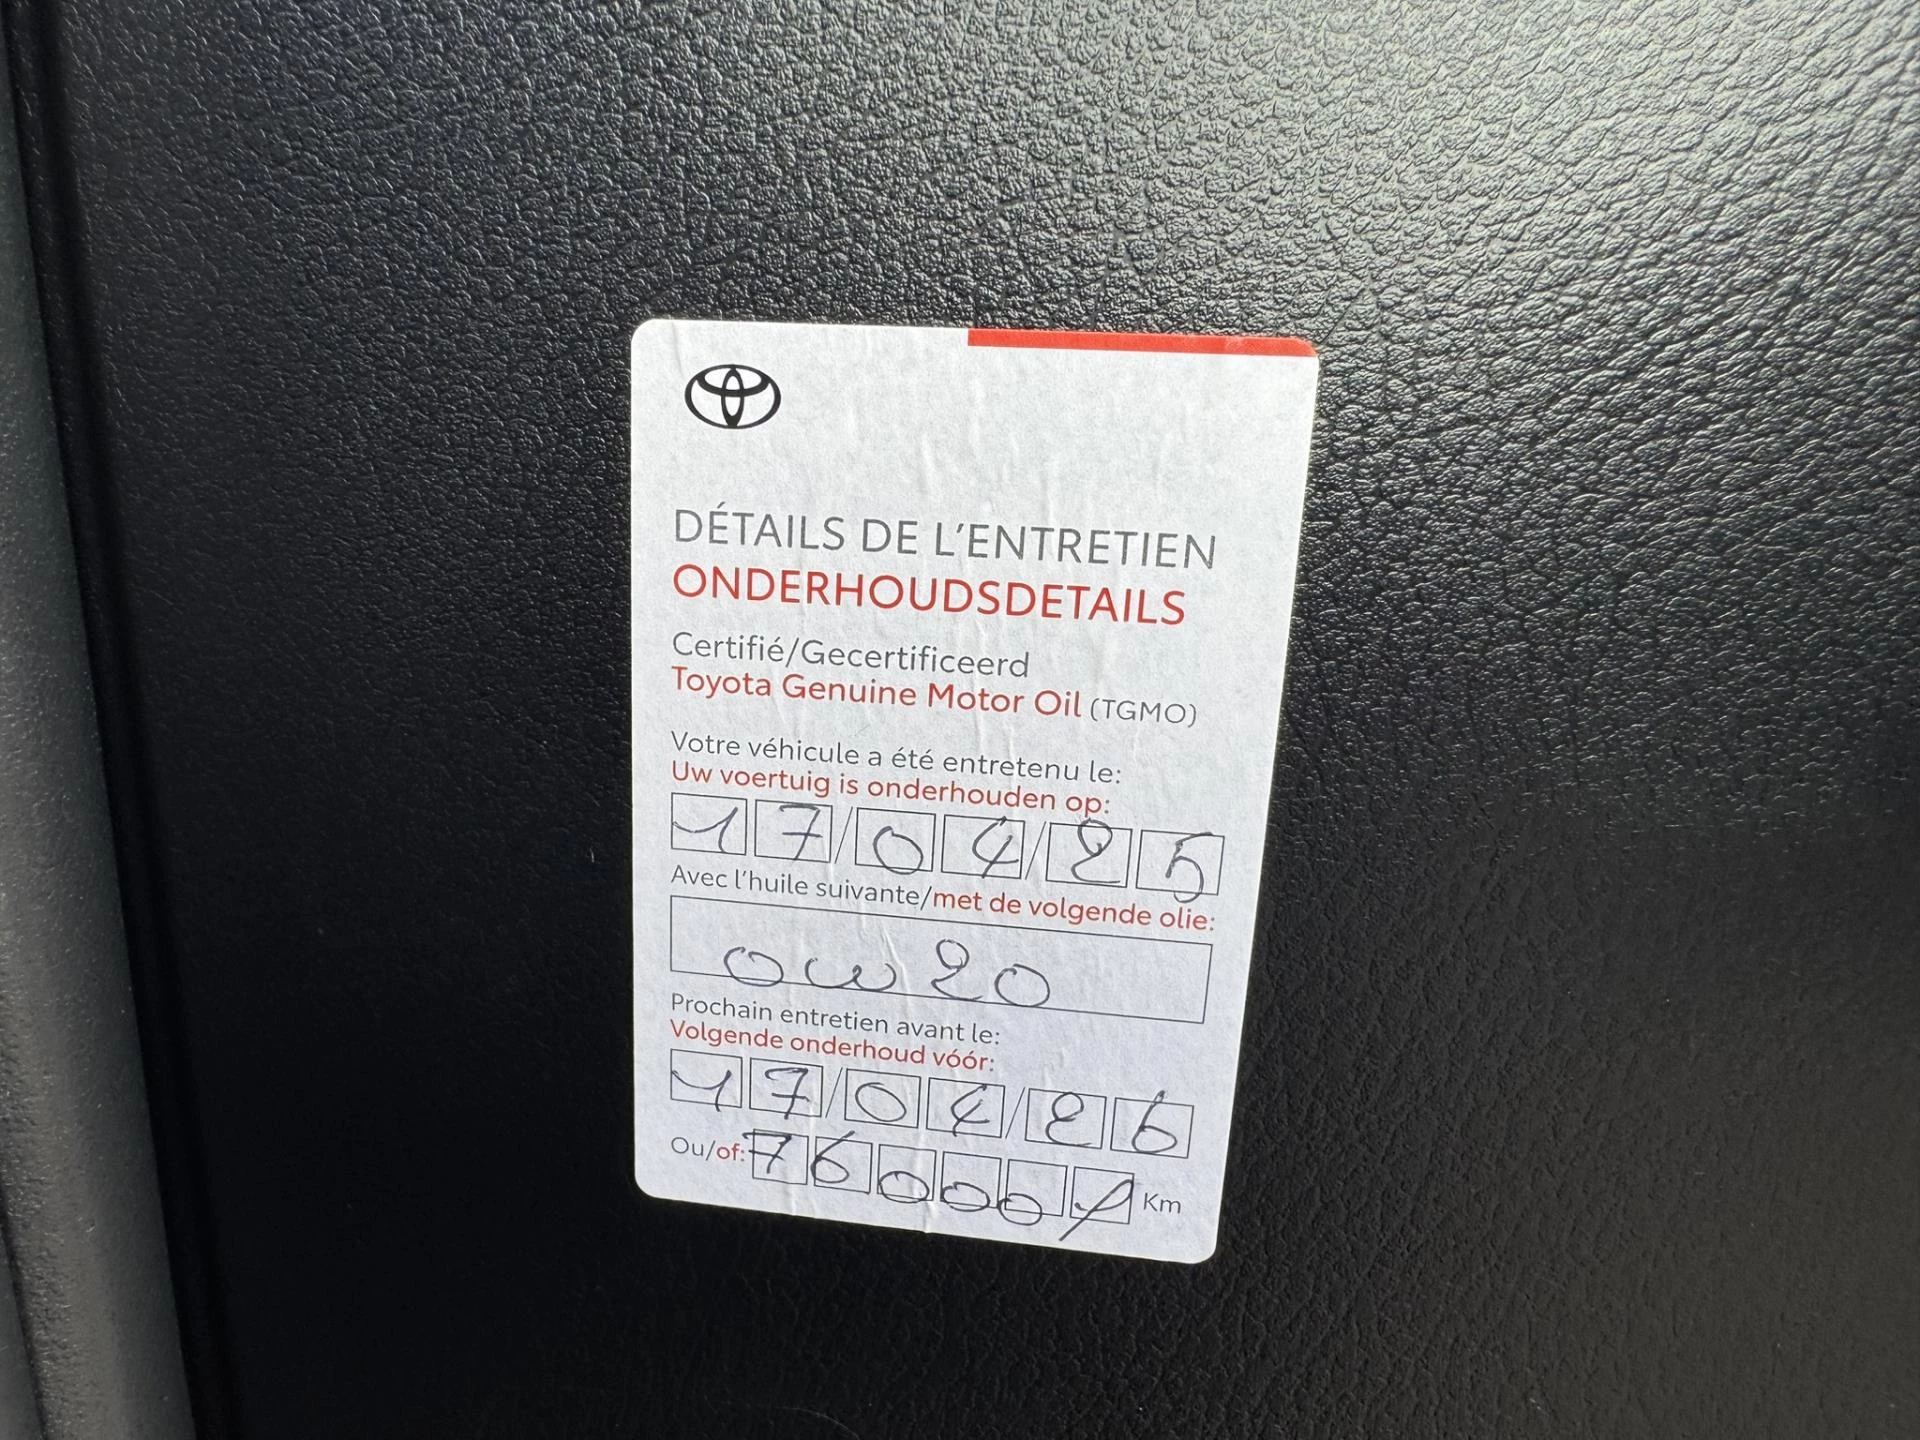 DÉTAILS DE L'ENTRETIEN
ONDERHOUDSDETAILS
Certifié/Gecertificeerd
Toyota Genuine Motor Oil (TGMO)
Votre véhicule a été entretenu le:
Uw voertuig is onderhouden op:
17/04/25
Avec l'huile suivante/met de volgende olie:
0w20
Prochain entretien avant le:
Volgende onderhoud vóór:
17/04/26
Ou/of: 76000 Km